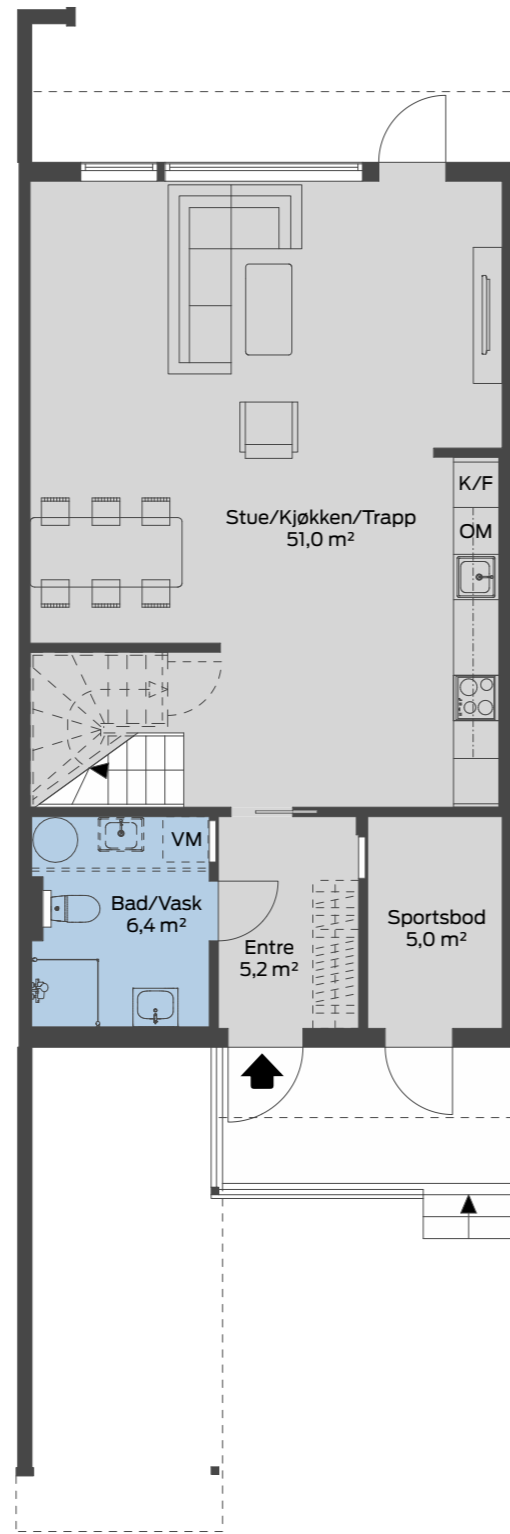 K/F
Stue/Kjøkken/Trapp
51,0 m²
OM
VM
Bad/Vask
6,4 m²
Entre
5,2 m²
Sportsbod
5,0 m²